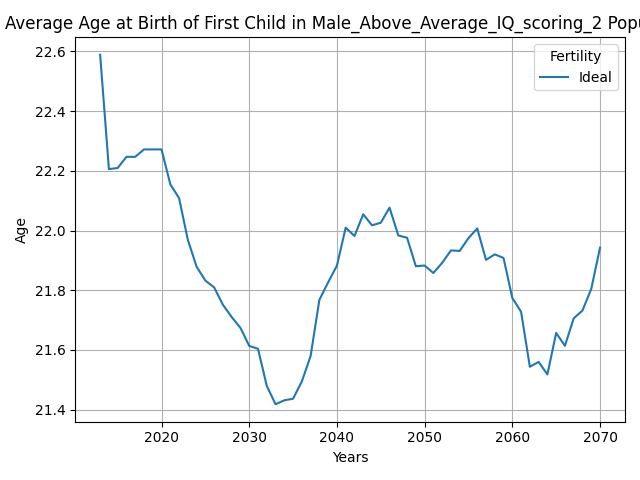 Average Age at Birth of First Child in Male_Above_Average_IQ_scoring_2 Popu
Fertility
Ideal
22.6
22.4
22.2
22.0
21.8
21.6
21.4
Age
2020 2030 2040 2050 2060 2070
Years